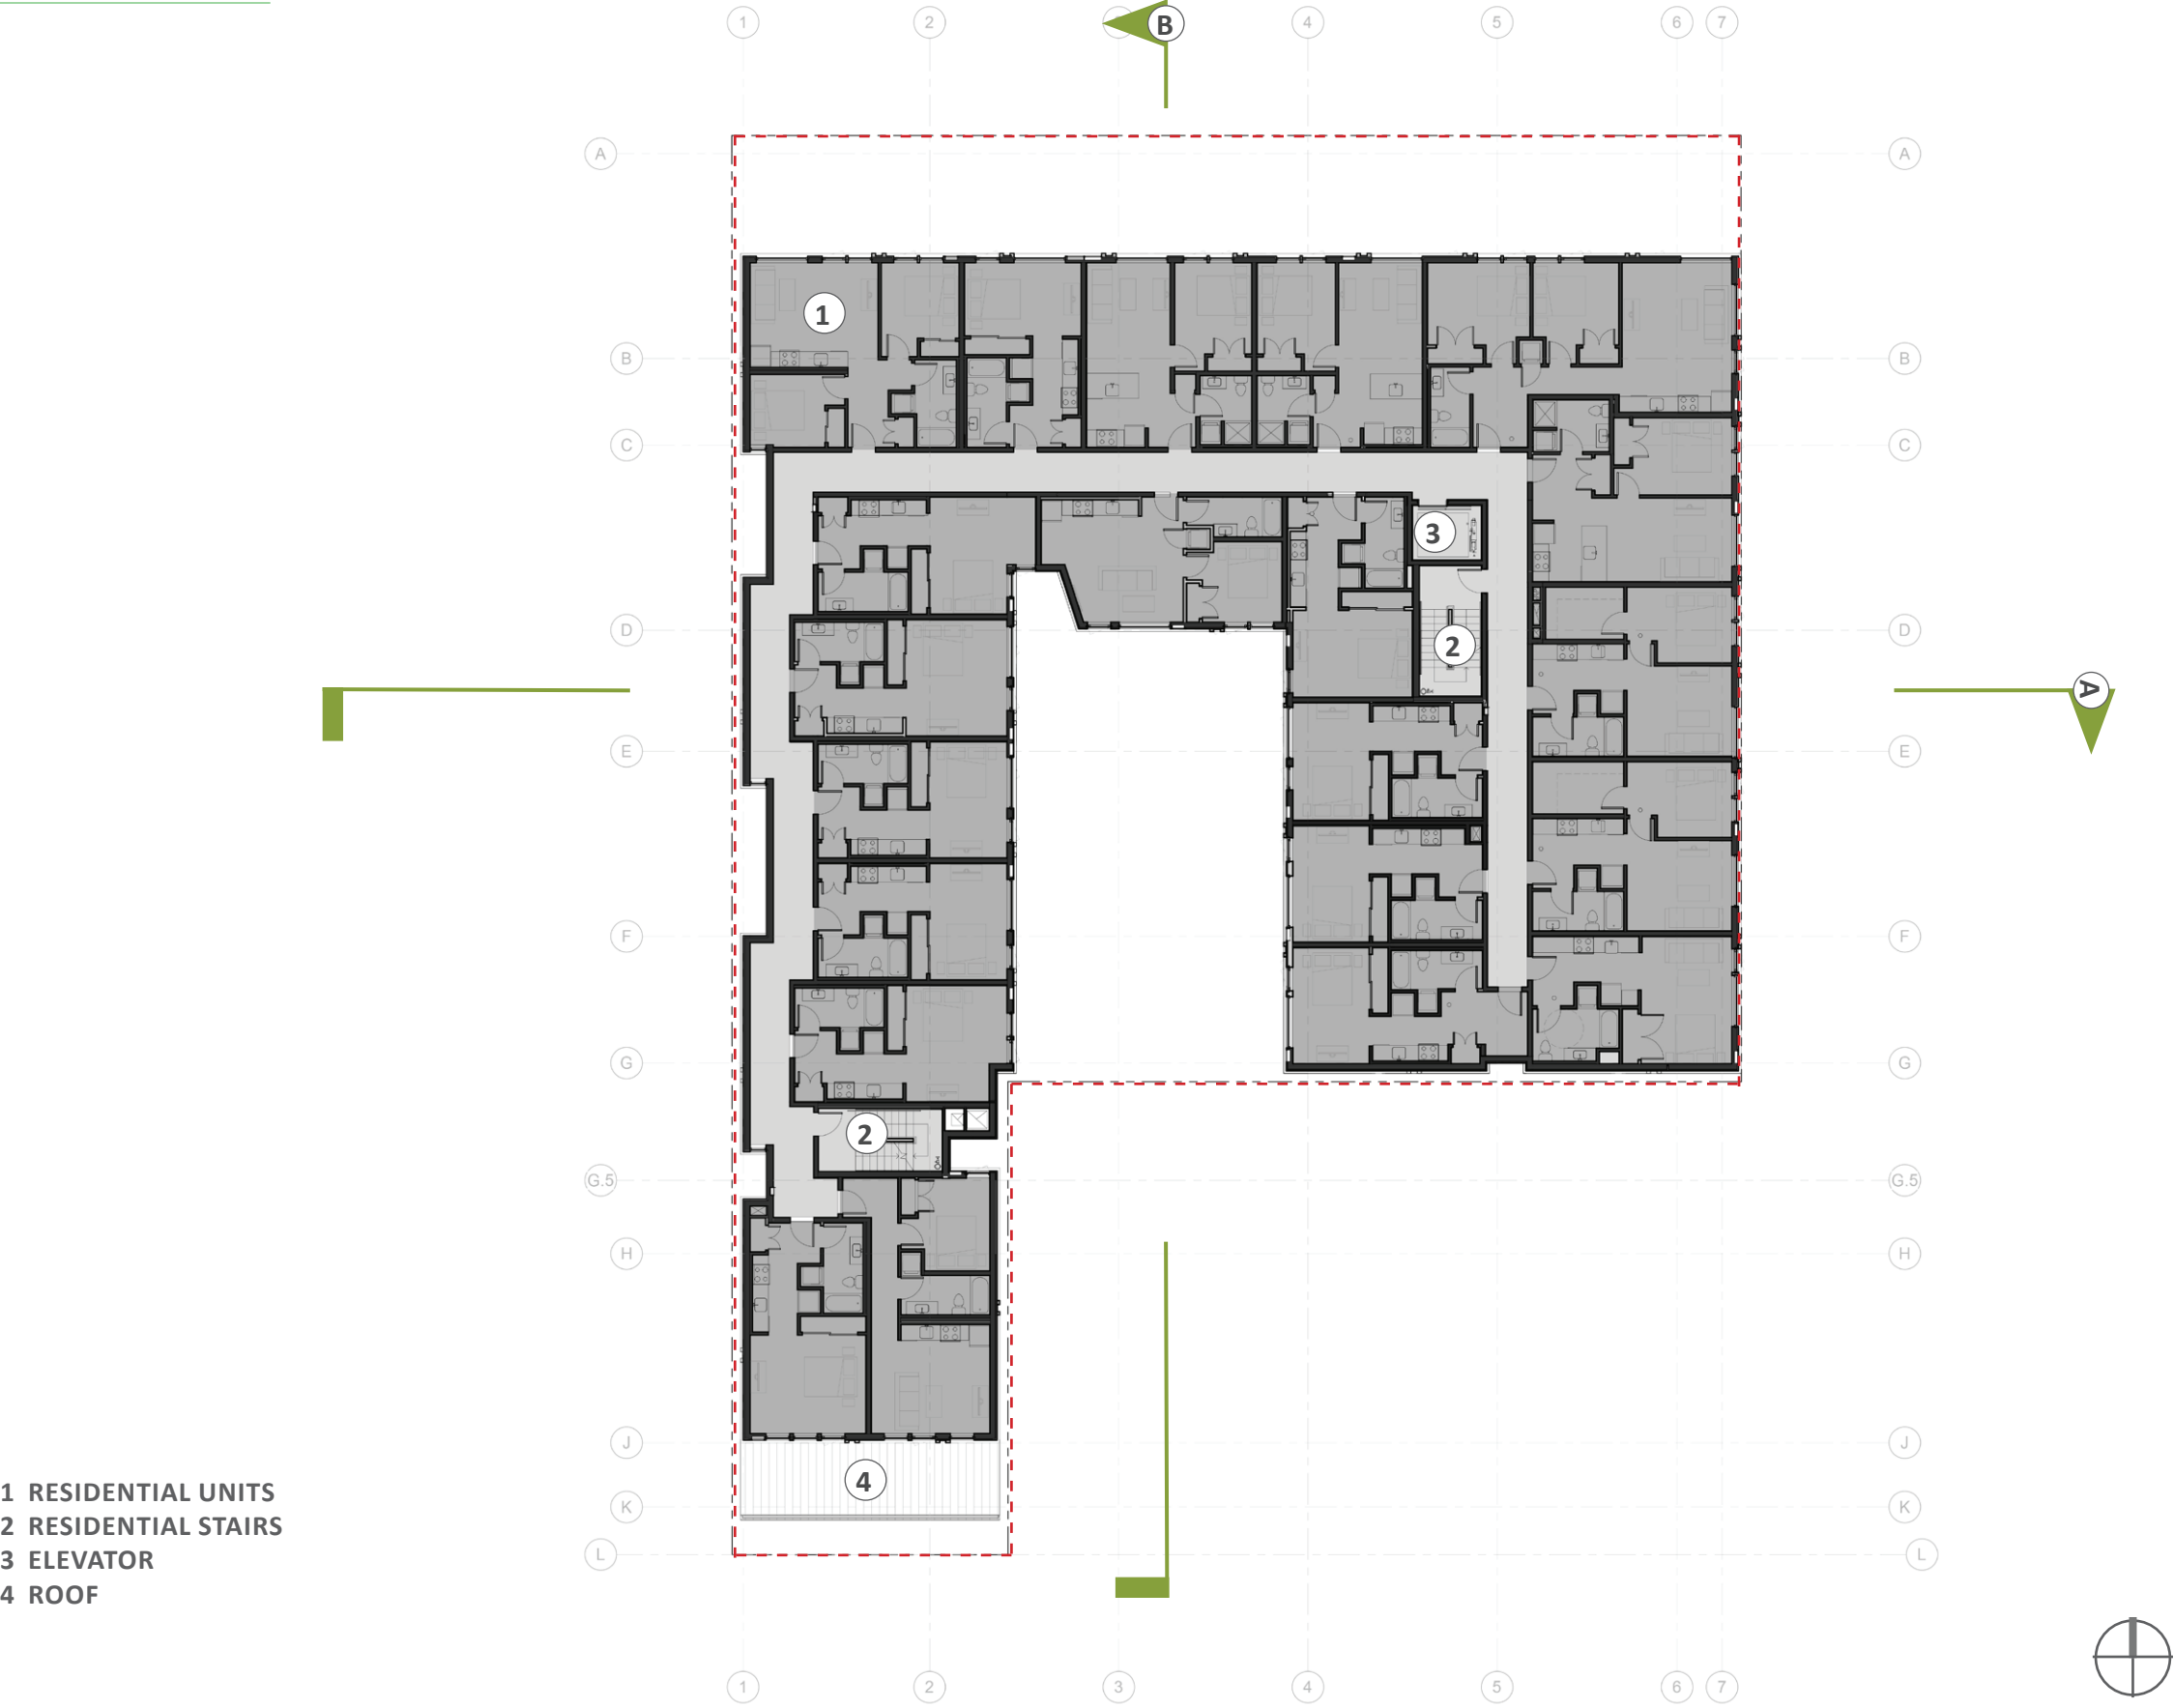 1 2 B 4 5 6 7
A A
1
B B
C C
3
D D
2
A
E E
F F
G G
2
G.5 G.5
H H
J J
4
1 RESIDENTIAL UNITS
K K
2 RESIDENTIAL STAIRS
L L
3 ELEVATOR
4 ROOF
1 2 3 4 5 6 7